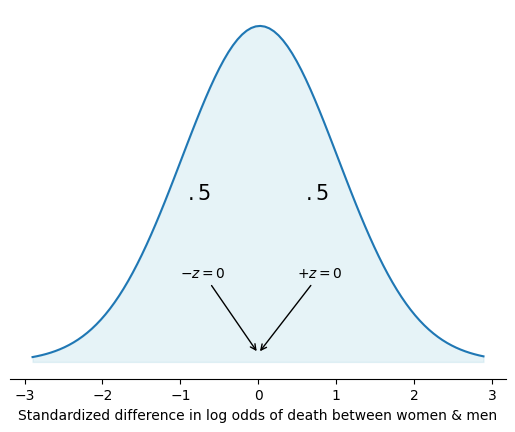 .5 .5
−z = 0 +z = 0
−3 −2 −1 0 1 2 3
Standardized difference in log odds of death between women & men